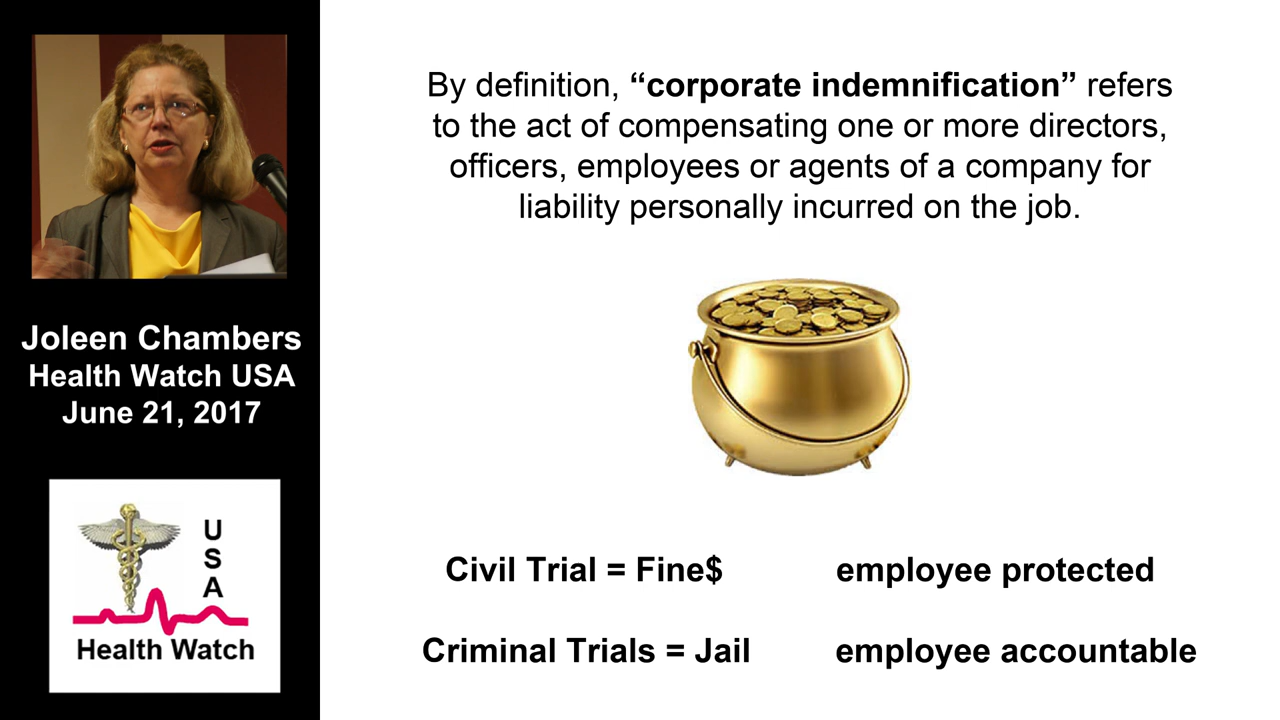 Joleen Chambers
Health Watch USA
June 21, 2017
U
S
A
Health Watch
By definition, “corporate indemnification” refers
to the act of compensating one or more directors,
officers, employees or agents of a company for
liability personally incurred on the job.
Civil Trial = Fine$ employee protected
Criminal Trials = Jail employee accountable